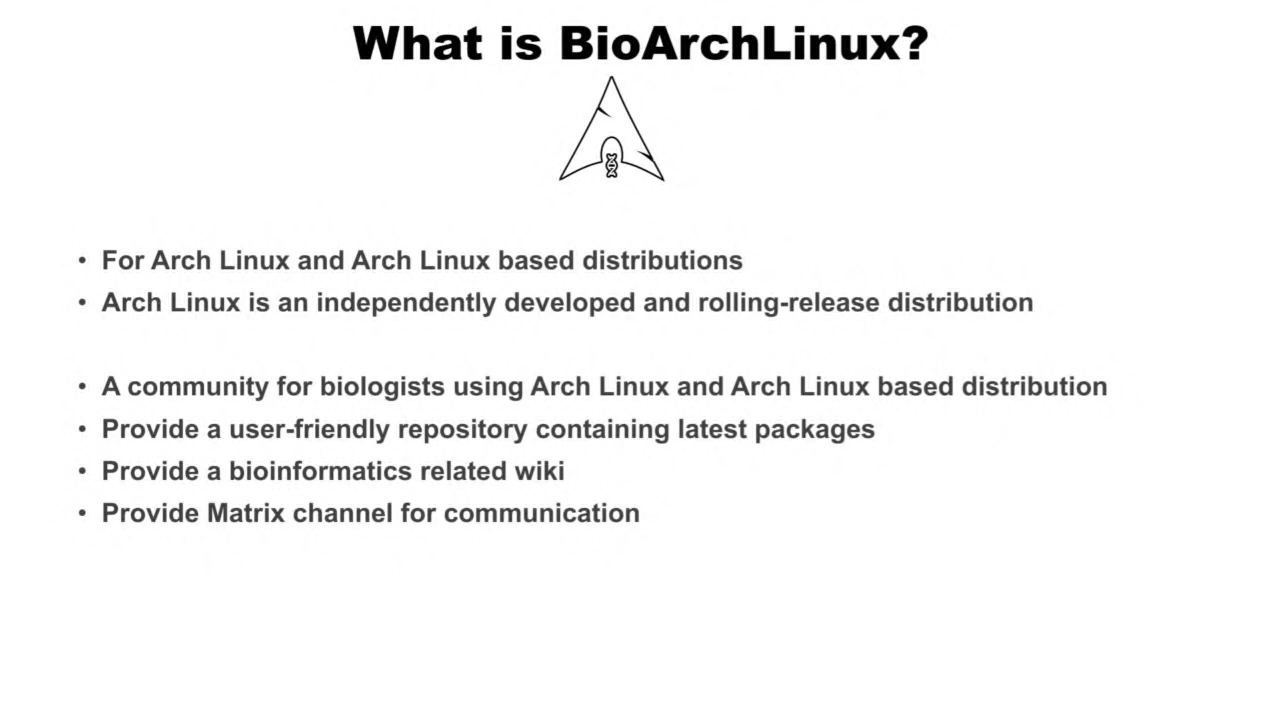 What is BioArchLinux?
• For Arch Linux and Arch Linux based distributions
• Arch Linux is an independently developed and rolling-release distribution
• A community for biologists using Arch Linux and Arch Linux based distribution
• Provide a user-friendly repository containing latest packages
• Provide a bioinformatics related wiki
• Provide Matrix channel for communication